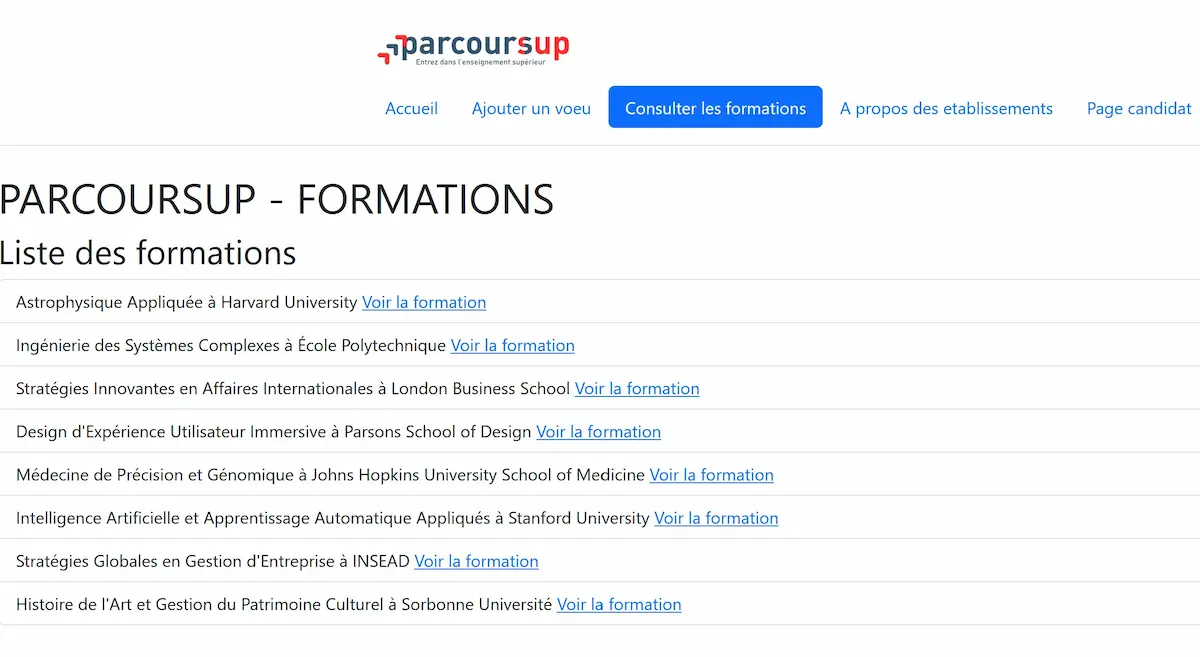 parcoursup
Entrez dans l'enseignement supérieur
Accueil Ajouter un voeu Consulter les formations A propos des etablissements Page candidat
PARCOURSUP - FORMATIONS
Liste des formations
Astrophysique Appliquée à Harvard University Voir la formation
Ingénierie des Systèmes Complexes à École Polytechnique Voir la formation
Stratégies Innovantes en Affaires Internationales à London Business School Voir la formation
Design d'Expérience Utilisateur Immersive à Parsons School of Design Voir la formation
Médecine de Précision et Génomique à Johns Hopkins University School of Medicine Voir la formation
Intelligence Artificielle et Apprentissage Automatique Appliqués à Stanford University Voir la formation
Stratégies Globales en Gestion d'Entreprise à INSEAD Voir la formation
Histoire de l'Art et Gestion du Patrimoine Culturel à Sorbonne Université Voir la formation